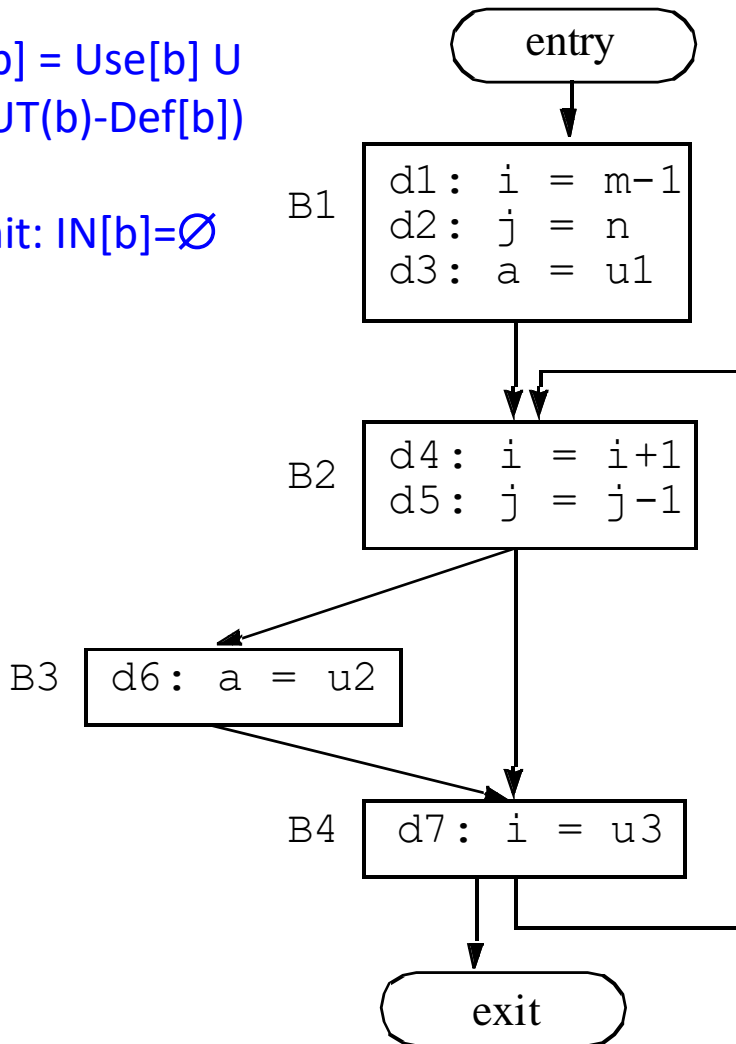 b] = Use[b] U
UT(b)-Def[b])
it: IN[b]=∅
entry
B1
d1: i = m-1
d2: j = n
d3: a = u1
B2
d4: i = i+1
d5: j = j-1
B3
d6: a = u2
B4
d7: i = u3
exit